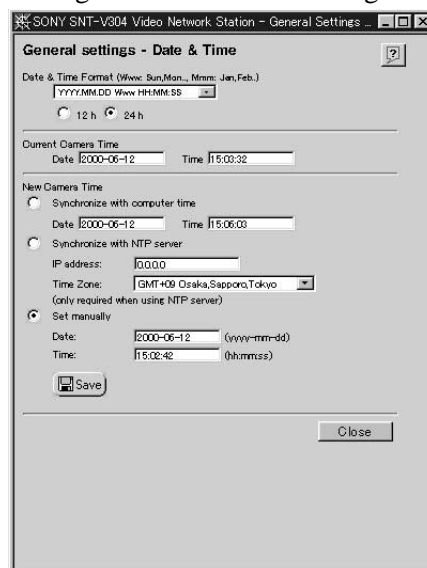 SONY SNT-V304 Video Network Station - General Settings _
General settings - Date & Time
?
Date & Time Format (Www: Sun,Mon.., Mmm: Jan,Feb..)
YYYY.MM.DD Www HH:MM:SS
12 h 24 h
Current Camera Time
Date 2000-06-12 Time 15:03:32
New Camera Time
Synchronize with computer time
Date 2000-06-12 Time 15:06:03
Synchronize with NTP server
IP address: 0.0.0.0
Time Zone: GMT+09 Osaka,Sapporo,Tokyo
(only required when using NTP server)
Set manually
Date: 2000-06-12 (yyyy-mm-dd)
Time: 15:02:42 (hh:mm:ss)
Save
Close